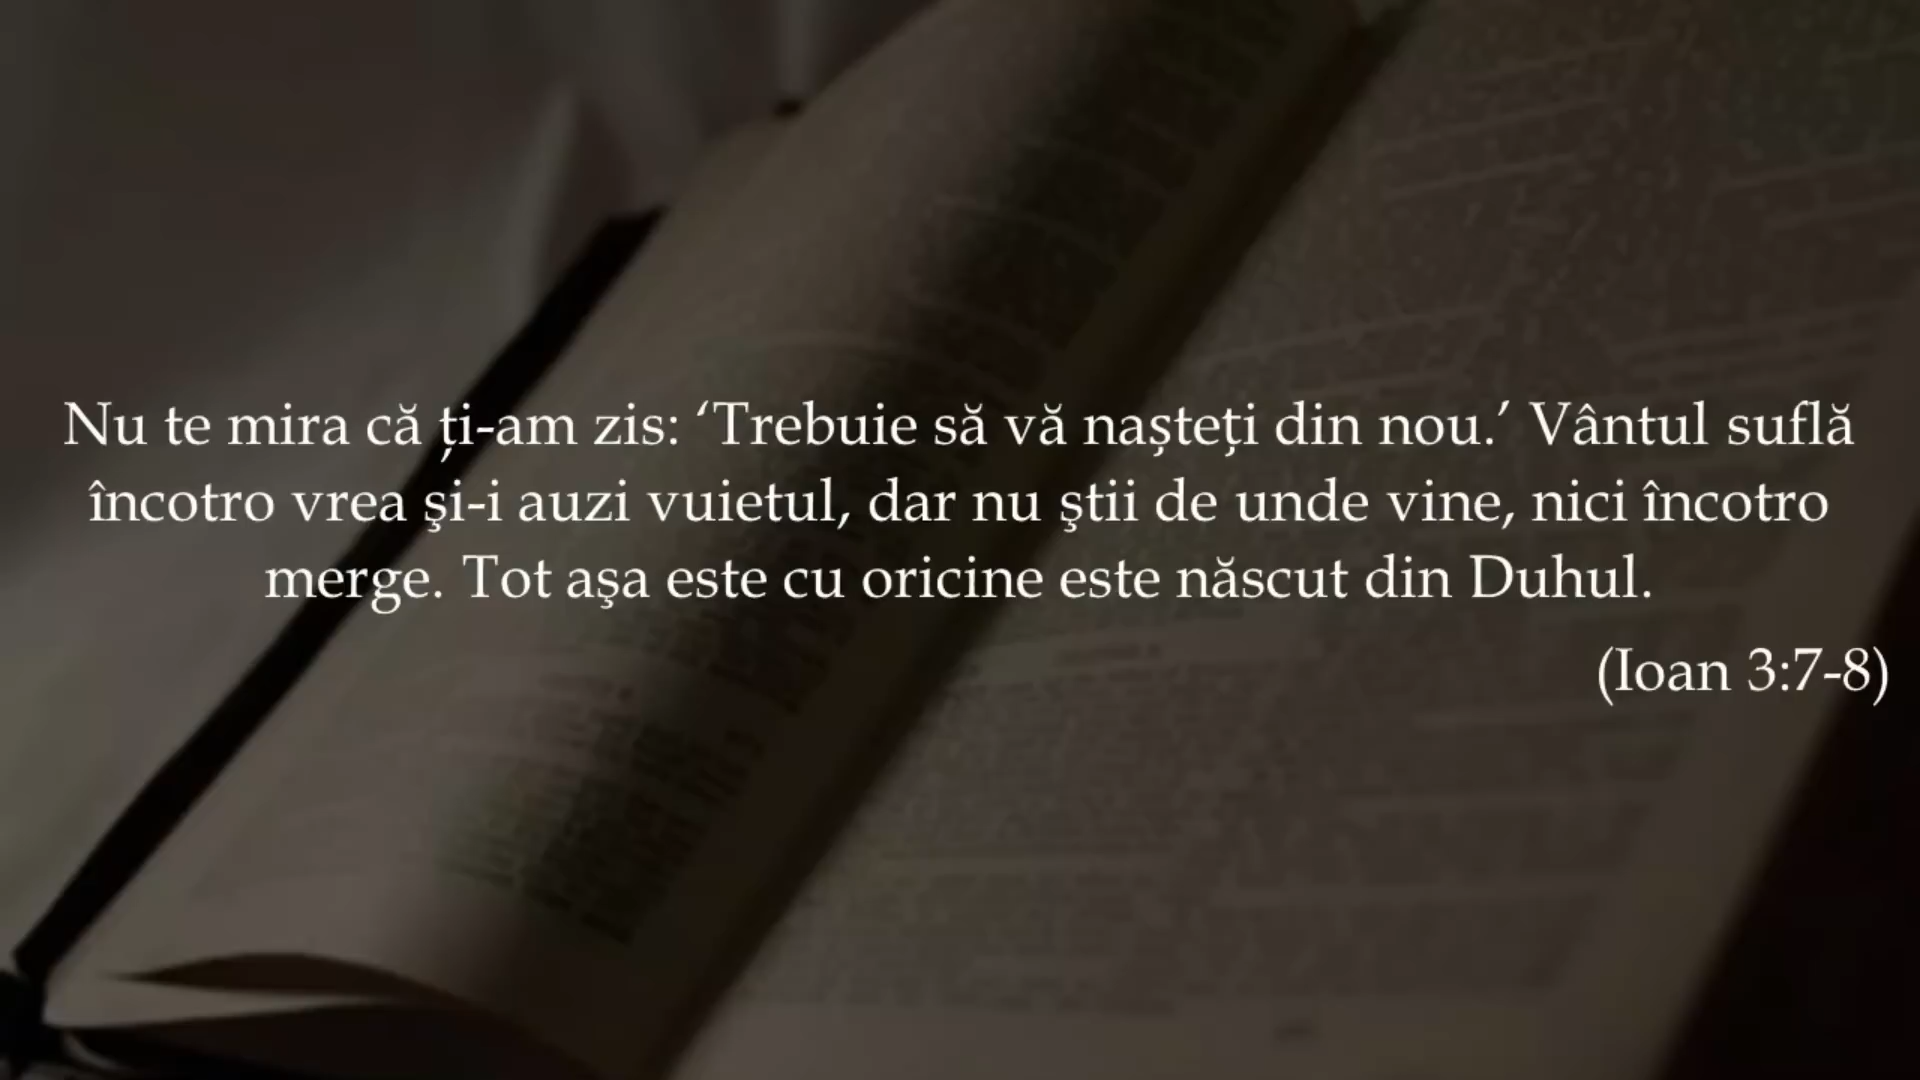 Nu te mira că ți-am zis: ‘Trebuie să vă nașteți din nou.’ Vântul suflă
încotro vrea şi-i auzi vuietul, dar nu ştii de unde vine, nici încotro
merge. Tot aşa este cu oricine este născut din Duhul.
(Ioan 3:7-8)